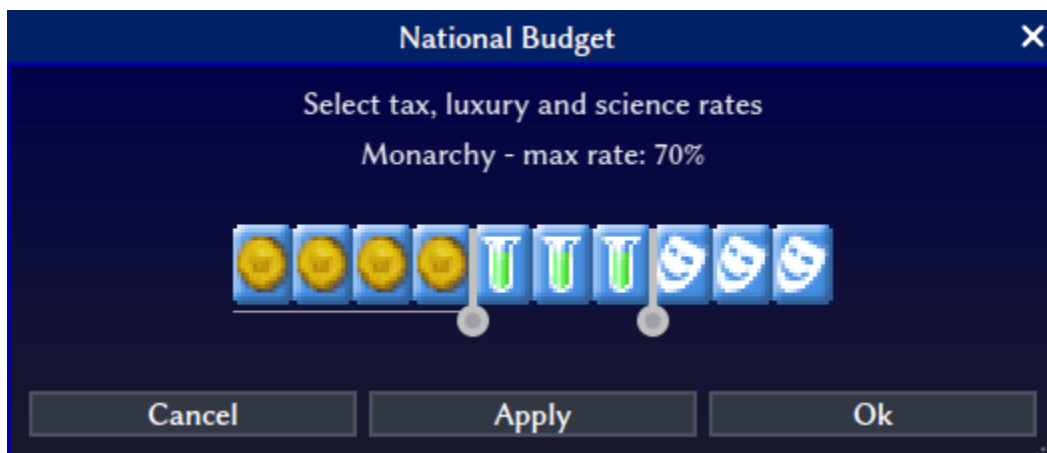 National Budget
Select tax, luxury and science rates
Monarchy - max rate: 70%
Cancel
Apply
Ok